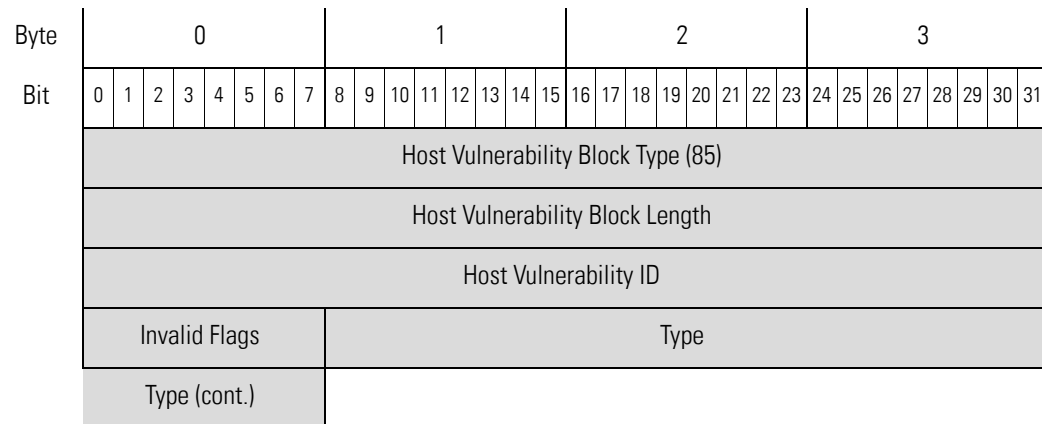 Byte 0 1 2 3
Bit 0 1 2 3 4 5 6 7 8 9 10 11 12 13 14 15 16 17 18 19 20 21 22 23 24 25 26 27 28 29 30 31
Host Vulnerability Block Type (85)
Host Vulnerability Block Length
Host Vulnerability ID
Invalid Flags Type
Type (cont.)